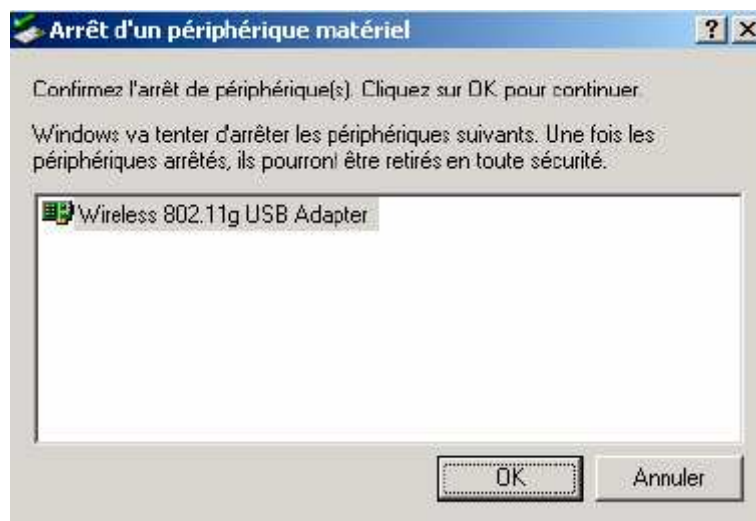 Arrêt d'un périphérique matériel
Confirmez l'arrêt de périphérique(s). Cliquez sur OK pour continuer.
Windows va tenter d'arrêter les périphériques suivants. Une fois les
périphériques arrêtés, ils pourront être retirés en toute sécurité.
Wireless 802.11g USB Adapter
OK
Annuler